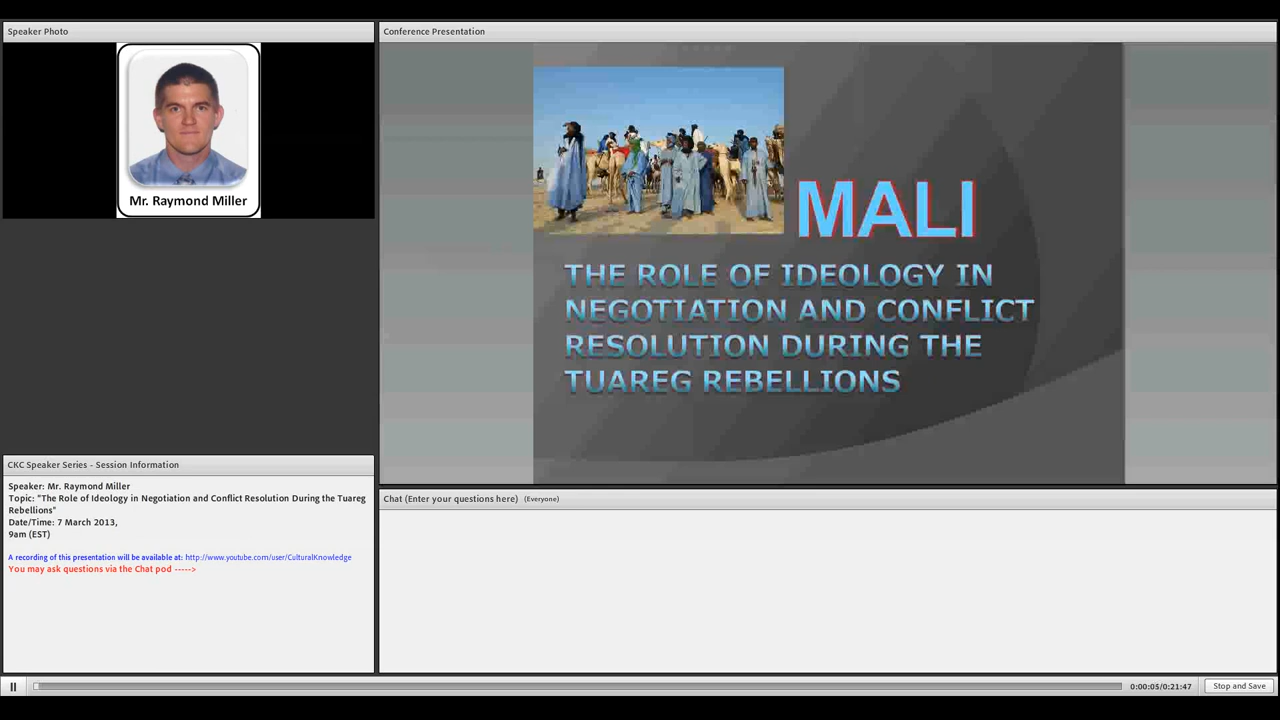 Speaker Photo
Mr. Raymond Miller
Conference Presentation
MALI
THE ROLE OF IDEOLOGY IN
NEGOTIATION AND CONFLICT
RESOLUTION DURING THE
TUAREG REBELLIONS
CKC Speaker Series - Session Information
Speaker: Mr. Raymond Miller
Topic: "The Role of Ideology in Negotiation and Conflict Resolution During the Tuareg
Rebellions"
Date/Time: 7 March 2013,
9am (EST)
A recording of this presentation will be available at: http://www.youtube.com/user/CulturalKnowledge
You may ask questions via the Chat pod ----->
Chat (Enter your questions here) (Everyone)
0:00:05/0:21:47
Stop and Save